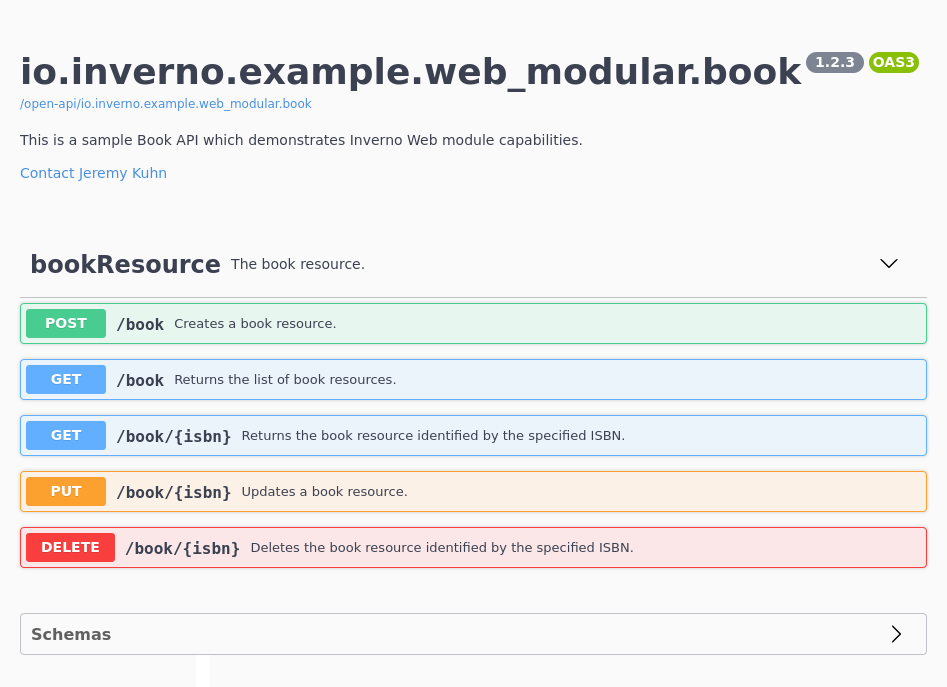 io.inverno.example.web_modular.book 1.2.3 OAS3
/open-api/io.inverno.example.web_modular.book
This is a sample Book API which demonstrates Inverno Web module capabilities.
Contact Jeremy Kuhn
bookResource The book resource.
POST /book Creates a book resource.
GET /book Returns the list of book resources.
GET /book/{isbn} Returns the book resource identified by the specified ISBN.
PUT /book/{isbn} Updates a book resource.
DELETE /book/{isbn} Deletes the book resource identified by the specified ISBN.
Schemas